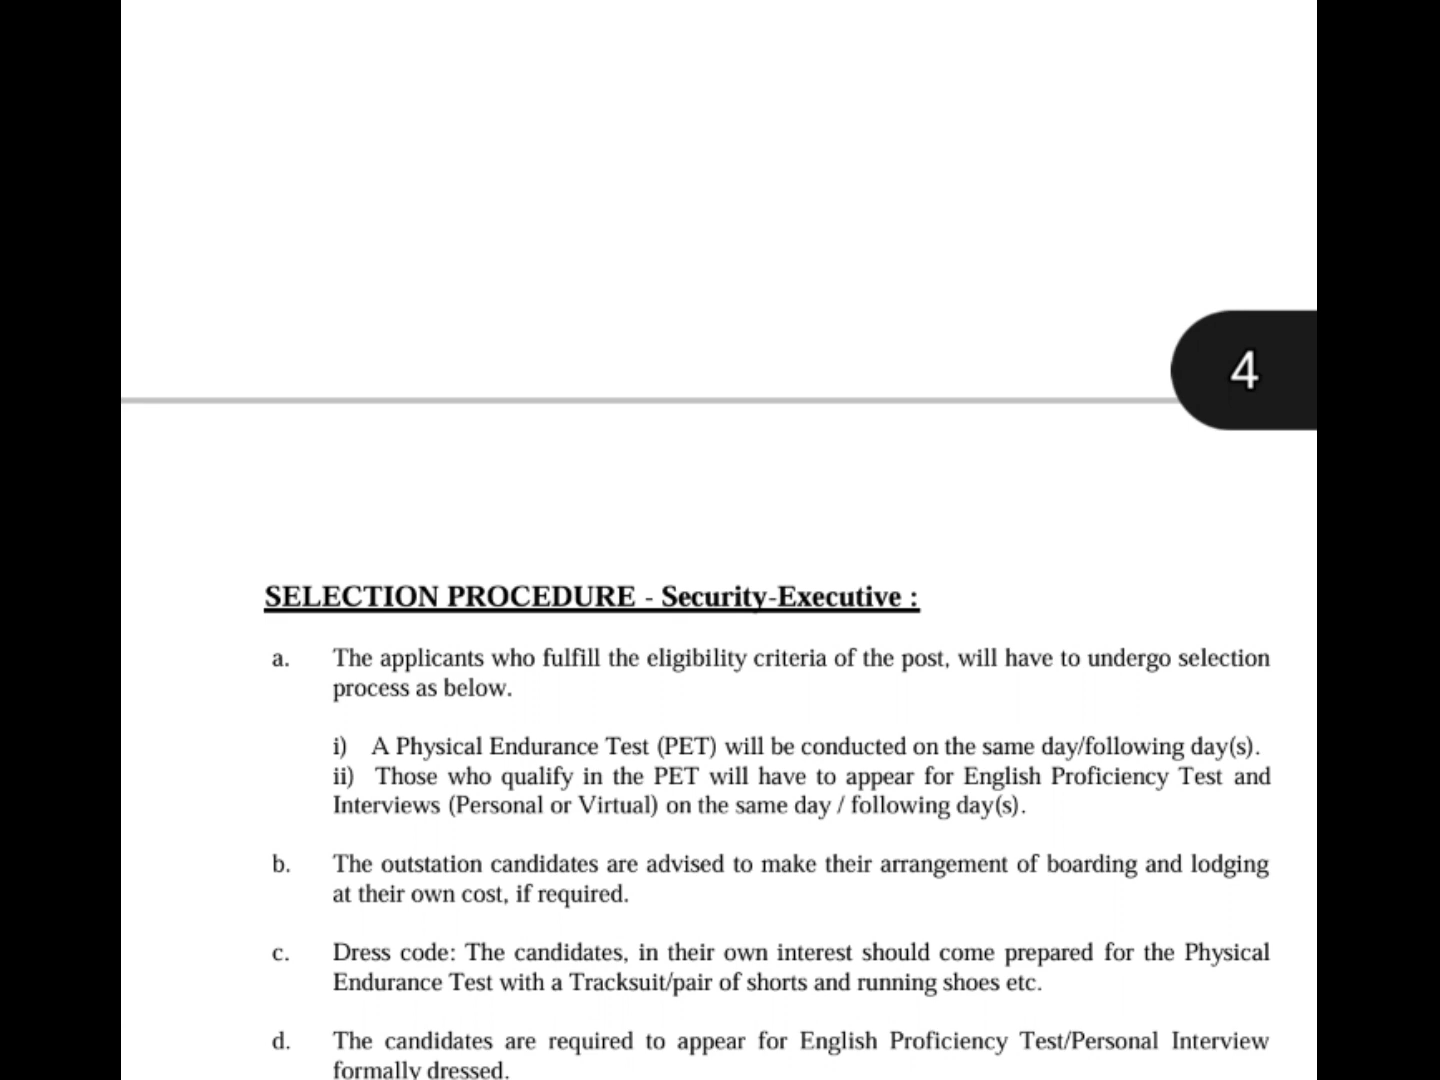 4
SELECTION PROCEDURE - Security-Executive :
a. The applicants who fulfill the eligibility criteria of the post, will have to undergo selection
process as below.
i) A Physical Endurance Test (PET) will be conducted on the same day/following day(s).
ii) Those who qualify in the PET will have to appear for English Proficiency Test and
Interviews (Personal or Virtual) on the same day / following day(s).
b. The outstation candidates are advised to make their arrangement of boarding and lodging
at their own cost, if required.
c. Dress code: The candidates, in their own interest should come prepared for the Physical
Endurance Test with a Tracksuit/pair of shorts and running shoes etc.
d. The candidates are required to appear for English Proficiency Test/Personal Interview
formally dressed.